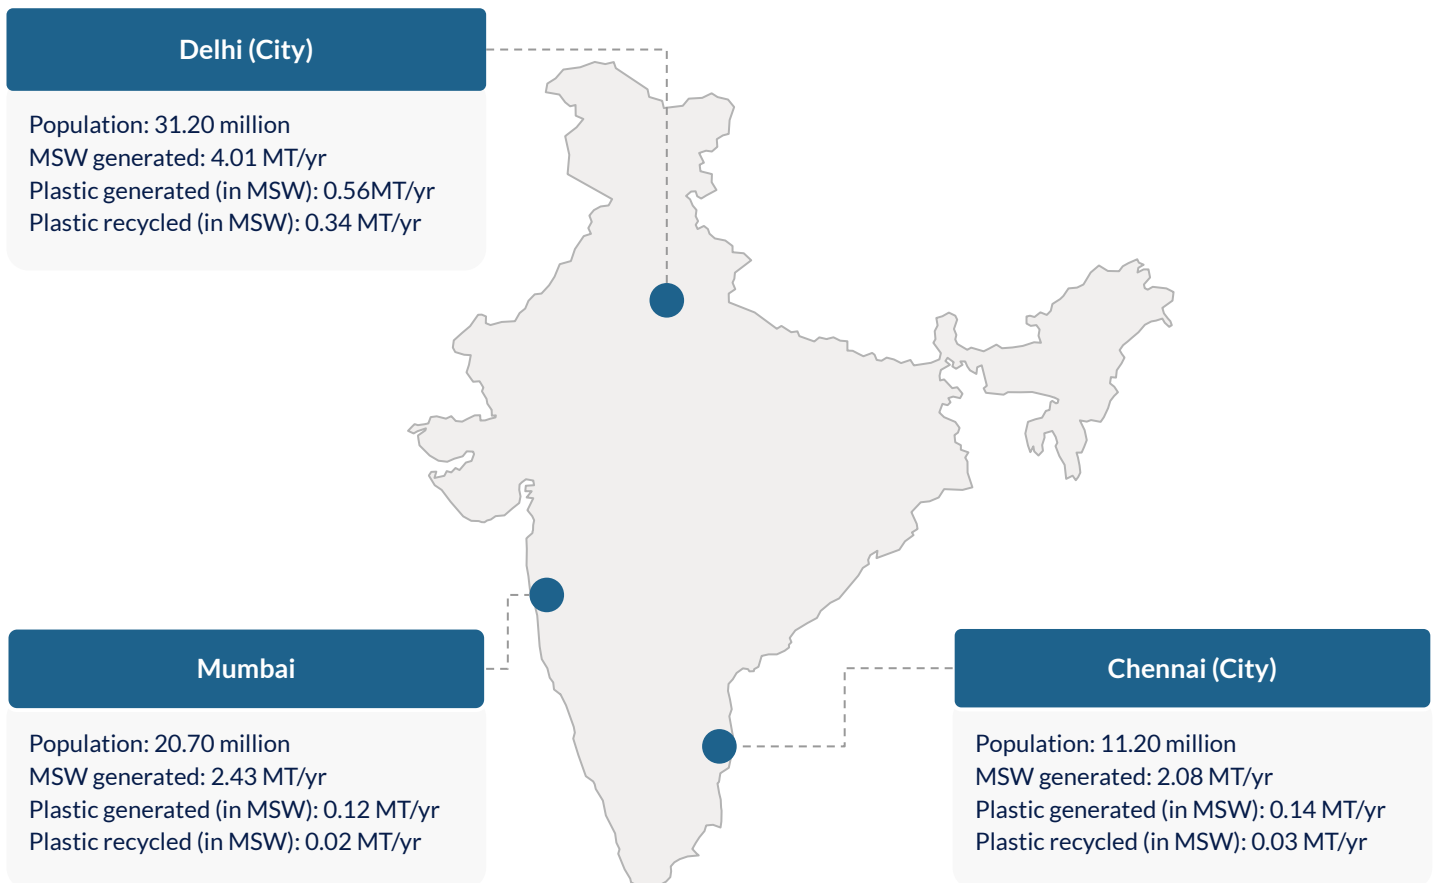 Delhi (City)
Population: 31.20 million
MSW generated: 4.01 MT/yr
Plastic generated (in MSW): 0.56MT/yr
Plastic recycled (in MSW): 0.34 MT/yr
Mumbai
Population: 20.70 million
MSW generated: 2.43 MT/yr
Plastic generated (in MSW): 0.12 MT/yr
Plastic recycled (in MSW): 0.02 MT/yr
Chennai (City)
Population: 11.20 million
MSW generated: 2.08 MT/yr
Plastic generated (in MSW): 0.14 MT/yr
Plastic recycled (in MSW): 0.03 MT/yr